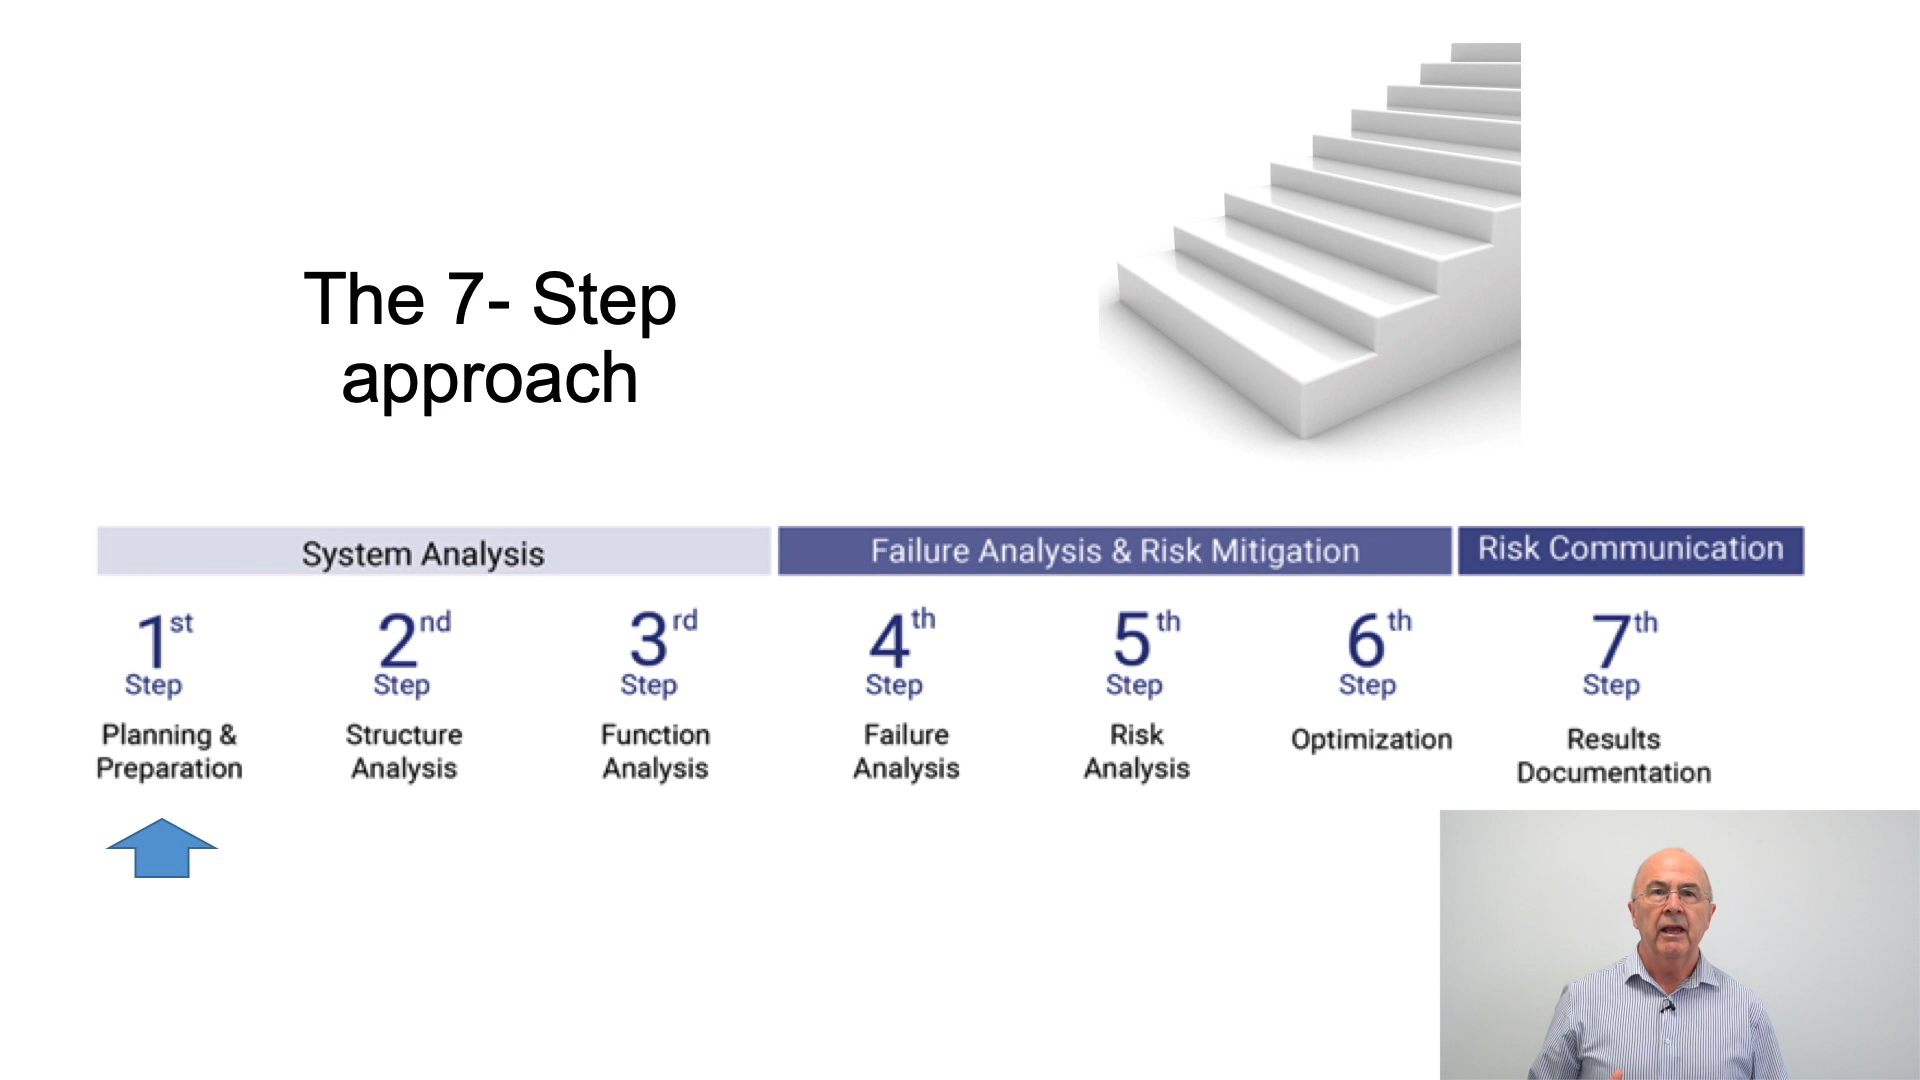 The 7- Step
approach
System Analysis
Failure Analysis & Risk Mitigation
Risk Communication
1st
Step
Planning &
Preparation
2nd
Step
Structure
Analysis
3rd
Step
Function
Analysis
4th
Step
Failure
Analysis
5th
Step
Risk
Analysis
6th
Step
Optimization
7th
Step
Results
Documentation